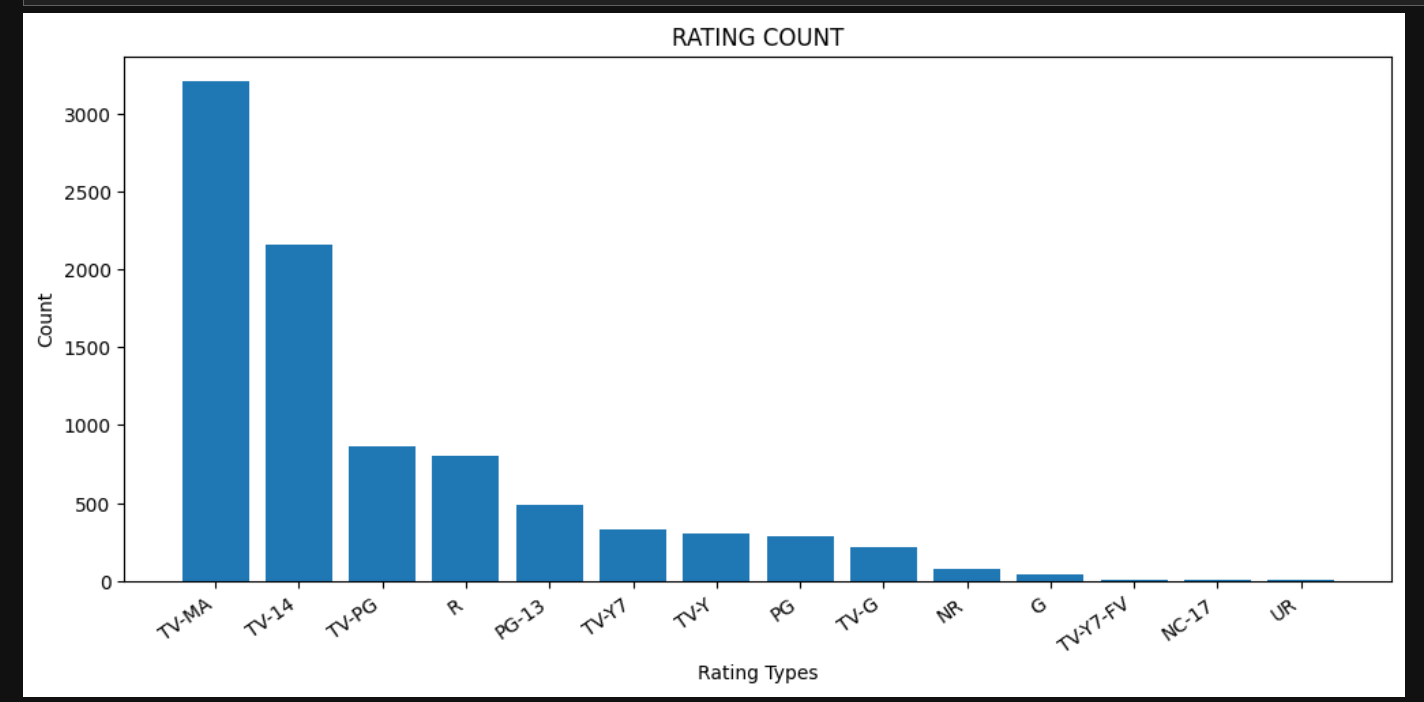 RATING COUNT
3000
2500
2000
1500
1000
500
0
Count
TV-MA
TV-14
TV-PG
R
PG-13
TV-Y7
TV-Y
PG
TV-G
NR
G
TV-Y7-FV
NC-17
UR
Rating Types